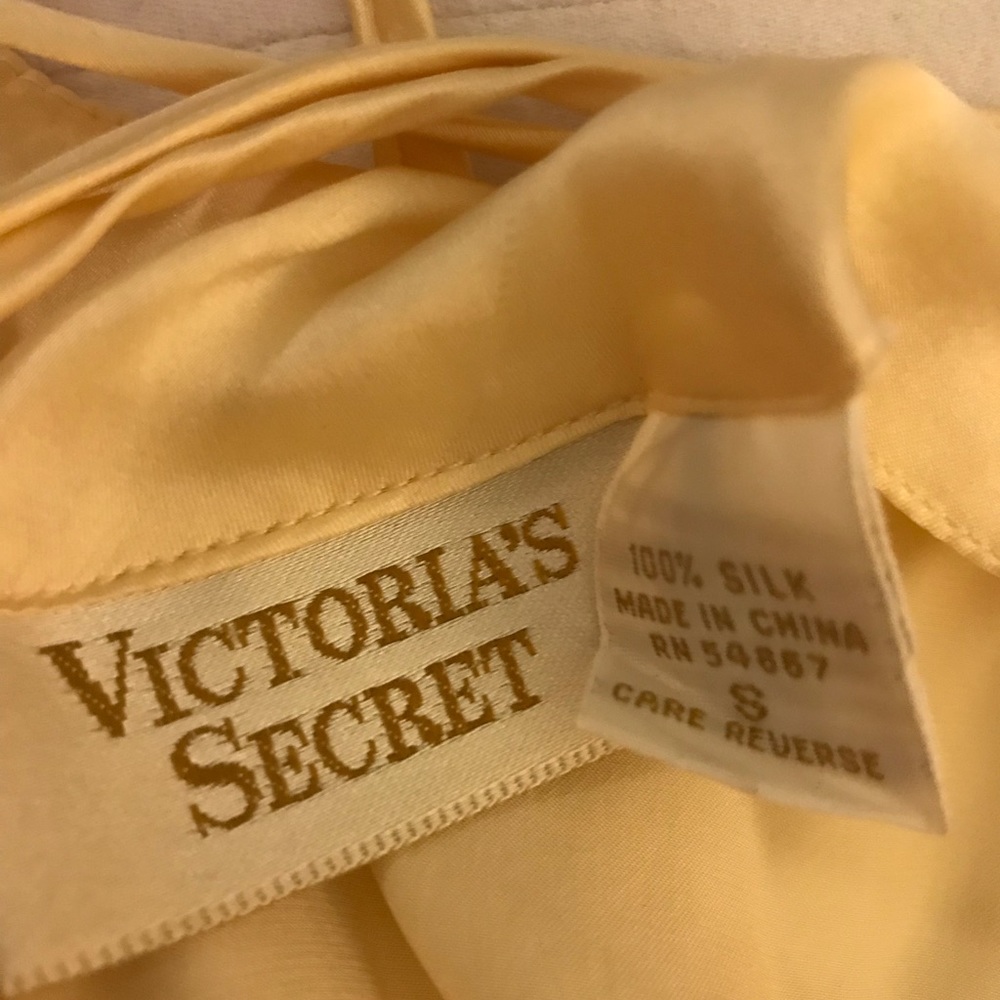 VICTORIA'S
SECRET
100% SILK
MADE IN CHINA
RN 54867
S
CARE REVERSE